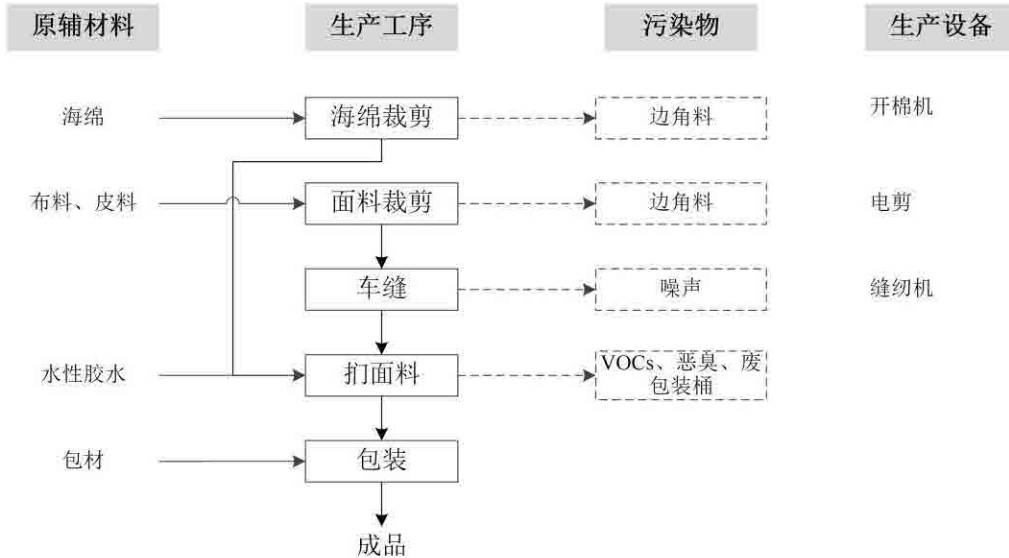 原辅材料 生产工序 污染物 生产设备
海绵 海绵裁剪 边角料 开棉机
布料、皮料 面料裁剪 边角料 电剪
车缝 噪声 缝纫机
水性胶水 扪面料 VOCs、恶臭、废
包装桶
包材 包装
成品